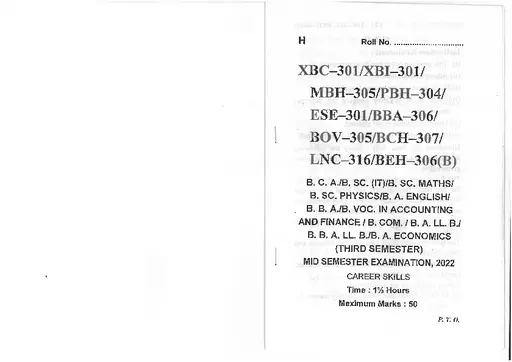 H Roll No. ..............................
XBC–301/XBI–301/
MBH–305/PBH–304/
ESE–301/BBA–306/
BOV–305/BCH–307/
LNC–316/BEH–306(B)
B. C. A./B. SC. (IT)/B. SC. MATHS/
B. SC. PHYSICS/B. A. ENGLISH/
B. B. A./B. VOC. IN ACCOUNTING
AND FINANCE / B. COM. / B. A. LL. B./
B. B. A. LL. B./B. A. ECONOMICS
(THIRD SEMESTER)
MID SEMESTER EXAMINATION, 2022
CAREER SKILLS
Time : 1½ Hours
Maximum Marks : 50
P. T. O.